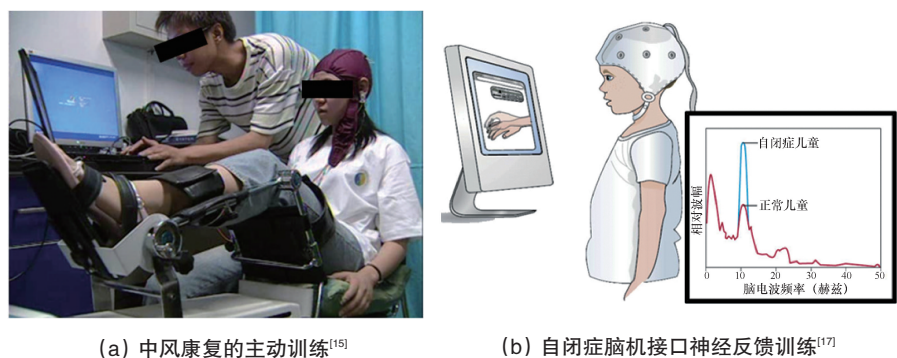 自闭症儿童
正常儿童
相对波幅
0 10 20 30 40 50
脑电波频率（赫兹）
(a) 中风康复的主动训练[15]
(b) 自闭症脑机接口神经反馈训练[17]